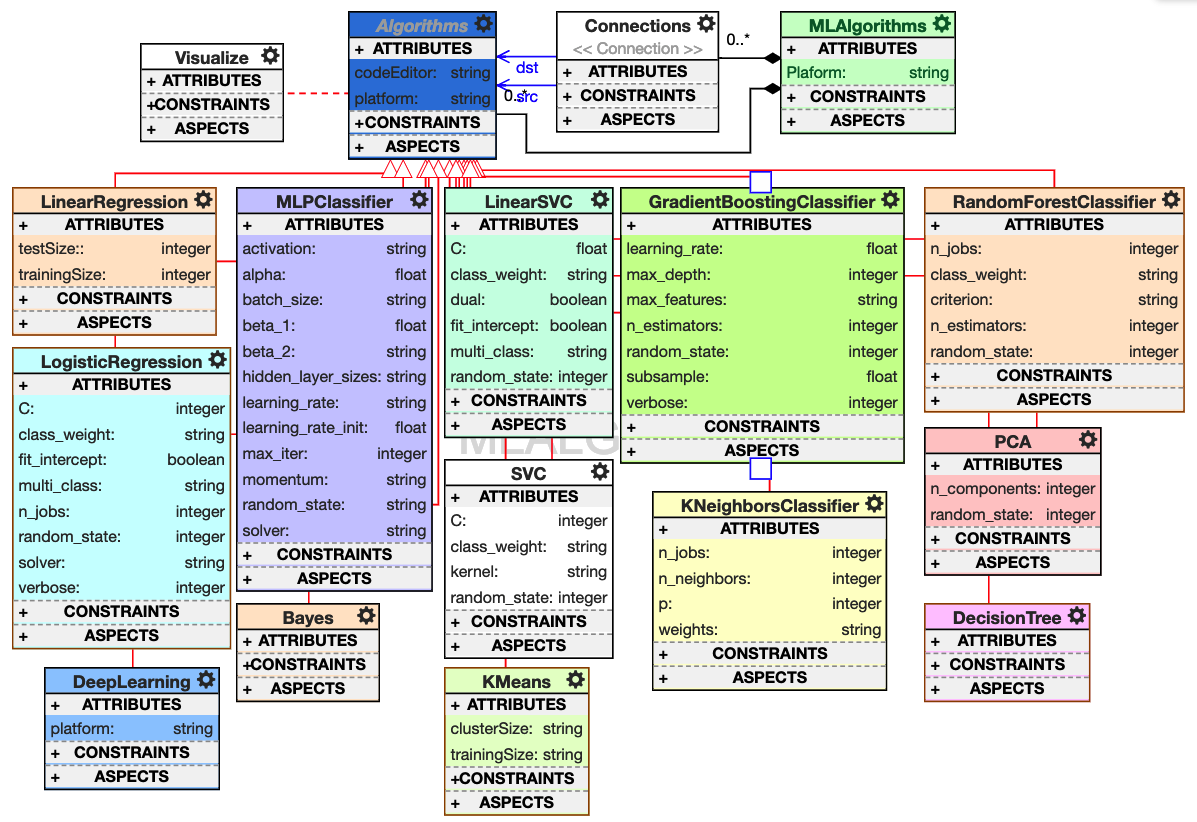 Visualize
+ ATTRIBUTES
+CONSTRAINTS
+ ASPECTS
Algorithms
+ ATTRIBUTES
codeEditor: string
platform: string
+CONSTRAINTS
+ ASPECTS
dst
src
0..*
Connections
<< Connection >>
+ ATTRIBUTES
+ CONSTRAINTS
+ ASPECTS
0..*
MLAlgorithms
+ ATTRIBUTES
Plaform: string
+ CONSTRAINTS
+ ASPECTS
LinearRegression
+ ATTRIBUTES
testSize:: integer
trainingSize: integer
+ CONSTRAINTS
+ ASPECTS
LogisticRegression
+ ATTRIBUTES
C: integer
class_weight: string
fit_intercept: boolean
multi_class: string
n_jobs: integer
random_state: integer
solver: string
verbose: integer
+ CONSTRAINTS
+ ASPECTS
DeepLearning
+ ATTRIBUTES
platform: string
+ CONSTRAINTS
+ ASPECTS
MLPClassifier
+ ATTRIBUTES
activation: string
alpha: float
batch_size: string
beta_1: float
beta_2: string
hidden_layer_sizes: string
learning_rate: string
learning_rate_init: float
max_iter: integer
momentum: string
random_state: string
solver: string
+ CONSTRAINTS
+ ASPECTS
Bayes
+ ATTRIBUTES
+CONSTRAINTS
+ ASPECTS
LinearSVC
+ ATTRIBUTES
C: float
class_weight: string
dual: boolean
fit_intercept: boolean
multi_class: string
random_state: integer
+ CONSTRAINTS
+ ASPECTS
SVC
+ ATTRIBUTES
C: integer
class_weight: string
kernel: string
random_state: integer
+ CONSTRAINTS
+ ASPECTS
KMeans
+ ATTRIBUTES
clusterSize: string
trainingSize: string
+CONSTRAINTS
+ ASPECTS
GradientBoostingClassifier
+ ATTRIBUTES
learning_rate: float
max_depth: integer
max_features: string
n_estimators: integer
random_state: integer
subsample: float
verbose: integer
+ CONSTRAINTS
+ ASPECTS
KNeighborsClassifier
+ ATTRIBUTES
n_jobs: integer
n_neighbors: integer
p: integer
weights: string
+ CONSTRAINTS
+ ASPECTS
RandomForestClassifier
+ ATTRIBUTES
n_jobs: integer
class_weight: string
criterion: string
n_estimators: integer
random_state: integer
+ CONSTRAINTS
+ ASPECTS
PCA
+ ATTRIBUTES
n_components: integer
random_state: integer
+ CONSTRAINTS
+ ASPECTS
DecisionTree
+ ATTRIBUTES
+ CONSTRAINTS
+ ASPECTS